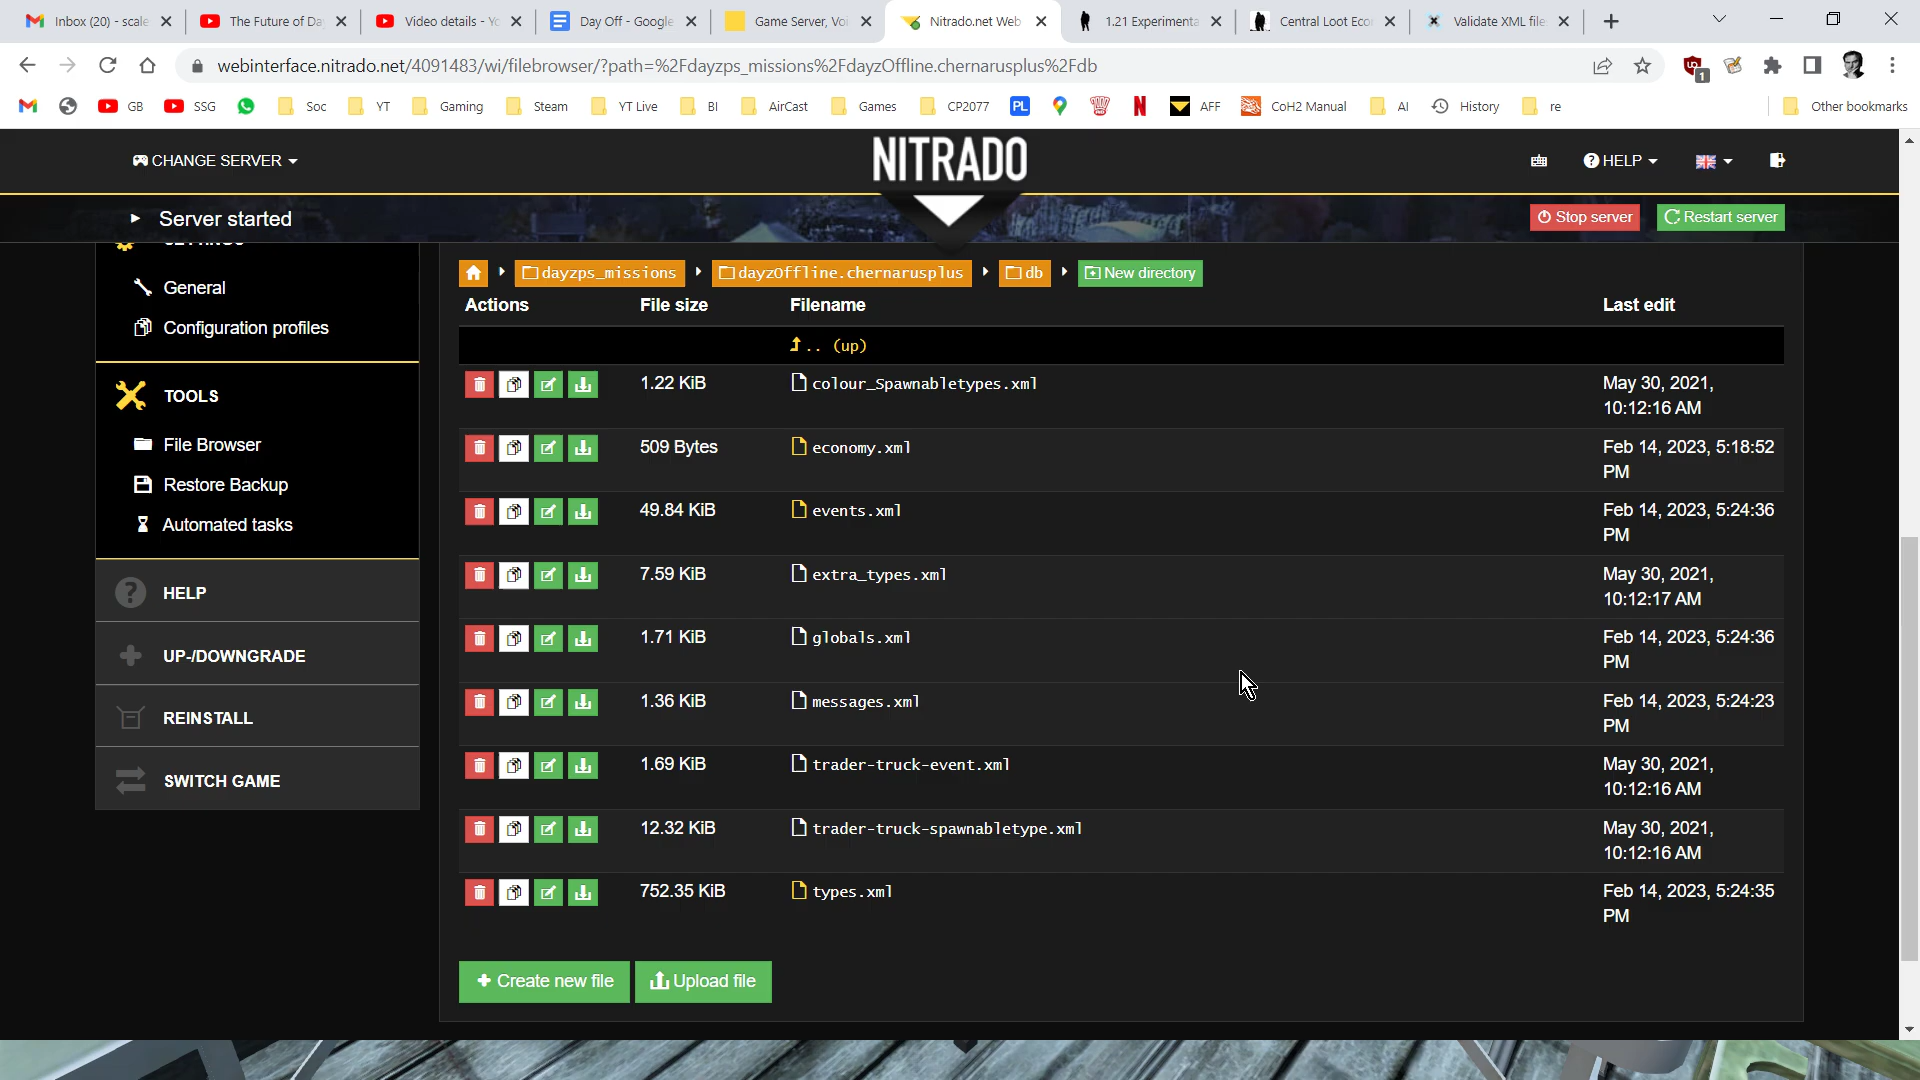 Inbox (20) - scale
The Future of Da
Video details - Yo
Day Off - Google
Game Server, Voi
Nitrado.net Web
1.21 Experimenta
Central Loot Eco
Validate XML file
webinterface.nitrado.net/4091483/wi/filebrowser/?path=%2Fdayzps_missions%2FdayzOffline.chernarusplus%2Fdb
1
GB
SSG
Soc
YT
Gaming
Steam
YT Live
BI
AirCast
Games
CP2077
PL
AFF
CoH2 Manual
AI
History
re
Other bookmarks
CHANGE SERVER
NITRADO
HELP
Server started
Stop server
Restart server
General
Configuration profiles
TOOLS
File Browser
Restore Backup
Automated tasks
HELP
UP-/DOWNGRADE
REINSTALL
SWITCH GAME
dayzps_missions
dayzOffline.chernarusplus
db
New directory
Actions File size Filename Last edit
.. (up)
1.22 KiB colour_Spawnabletypes.xml May 30, 2021,
10:12:16 AM
509 Bytes economy.xml Feb 14, 2023, 5:18:52
PM
49.84 KiB events.xml Feb 14, 2023, 5:24:36
PM
7.59 KiB extra_types.xml May 30, 2021,
10:12:17 AM
1.71 KiB globals.xml Feb 14, 2023, 5:24:36
PM
1.36 KiB messages.xml Feb 14, 2023, 5:24:23
PM
1.69 KiB trader-truck-event.xml May 30, 2021,
10:12:16 AM
12.32 KiB trader-truck-spawnabletype.xml May 30, 2021,
10:12:16 AM
752.35 KiB types.xml Feb 14, 2023, 5:24:35
PM
Create new file
Upload file